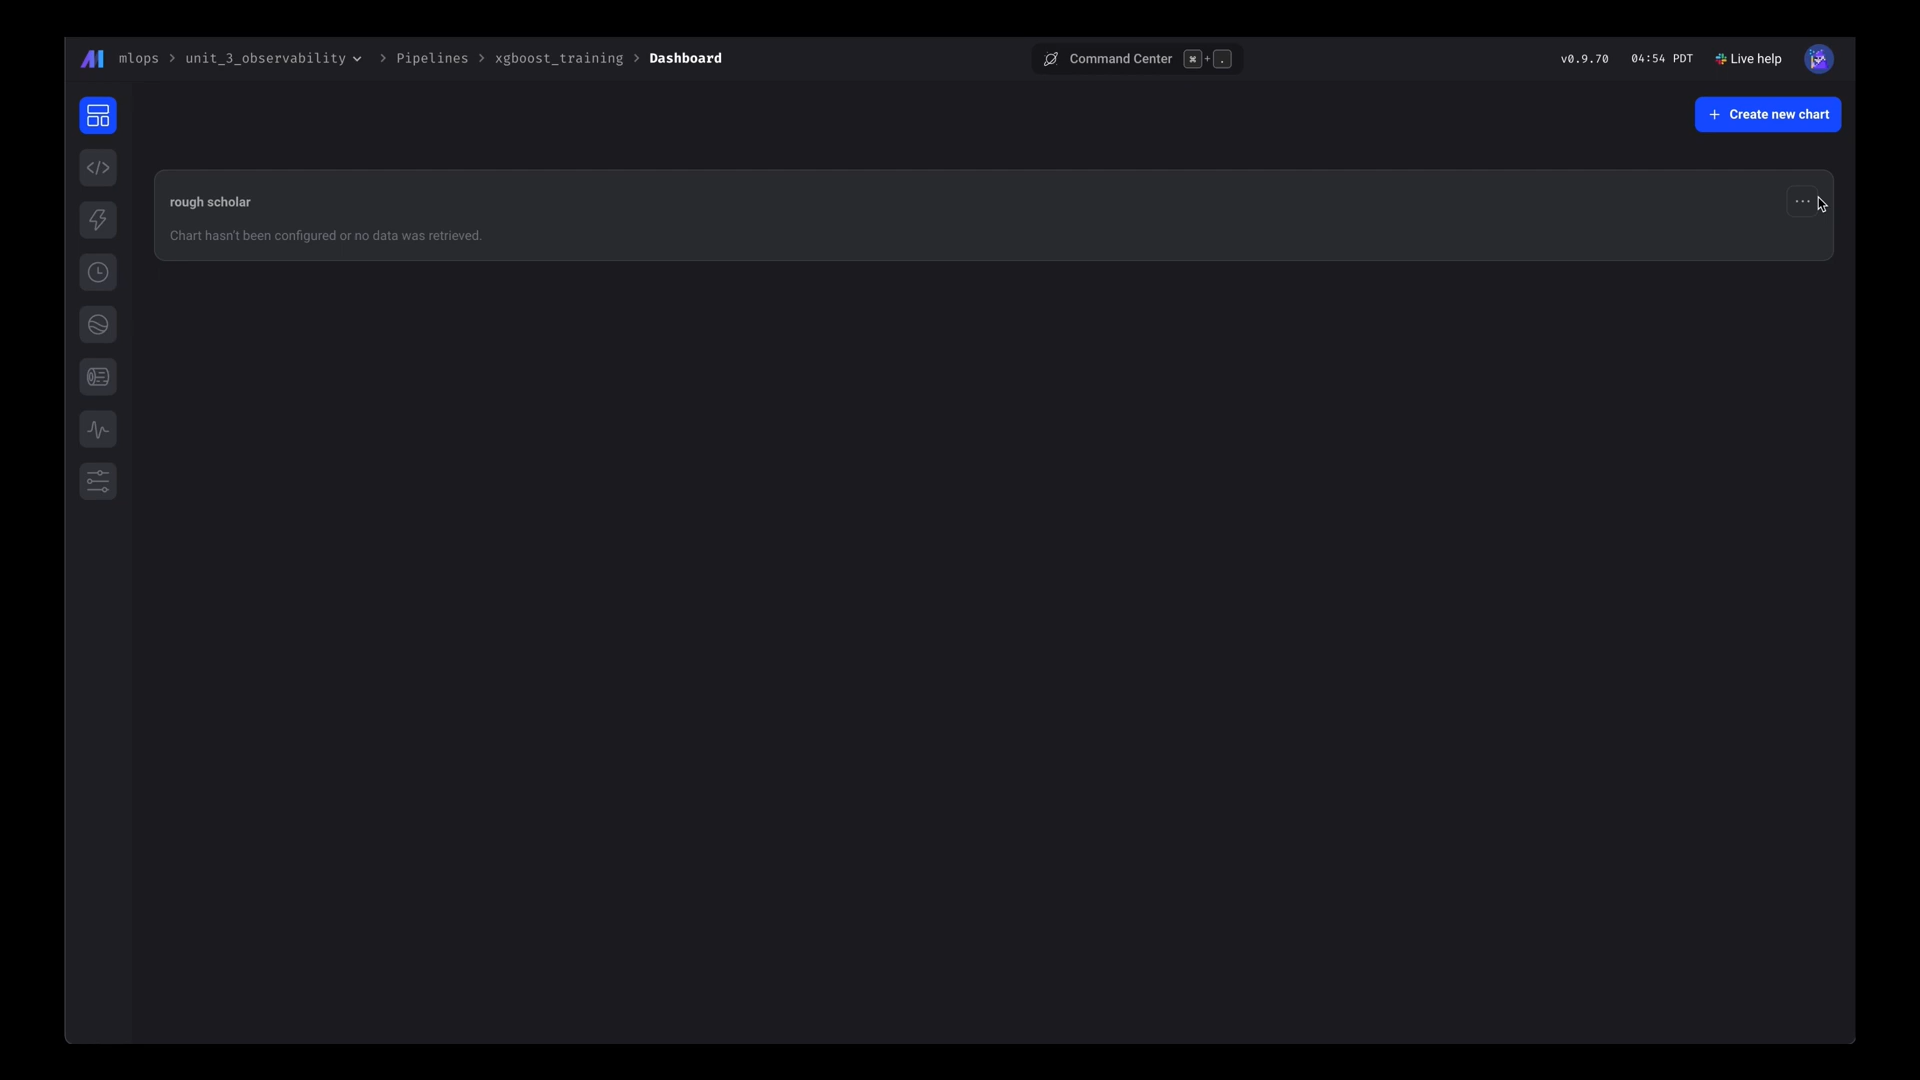 mlops > unit_3_observability > Pipelines > xgboost_training > Dashboard
Command Center ⌘ + .
v0.9.70 04:54 PDT Live help
+ Create new chart
rough scholar
...
Chart hasn't been configured or no data was retrieved.